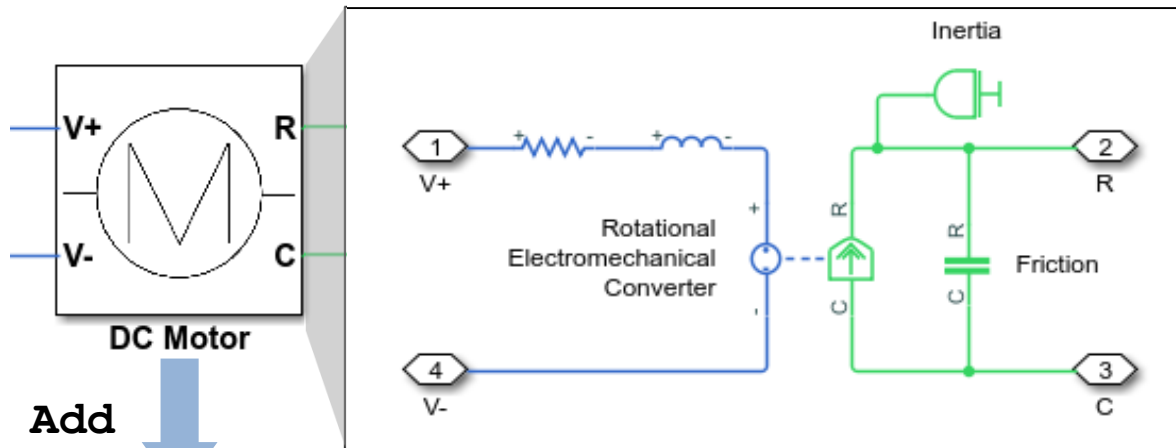 V+
R
V-
C
DC Motor
Add
Inertia
1
V+
+
-
+
-
2
R
Rotational
Electromechanical
Converter
+
-
R
C
R
C
Friction
4
V-
3
C